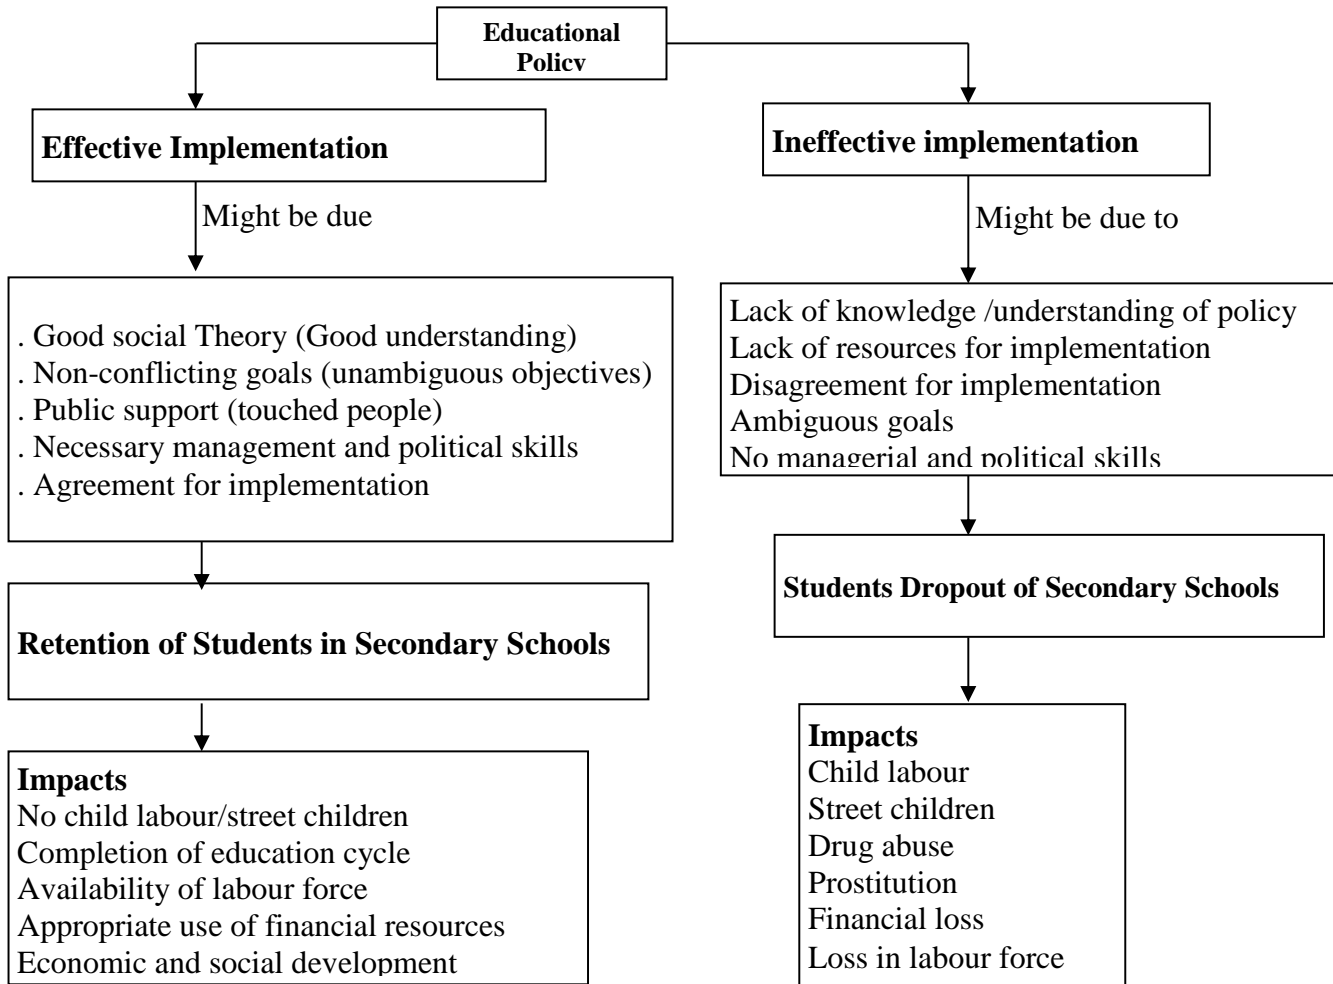 Educational
Policy
Effective Implementation
Might be due
. Good social Theory (Good understanding)
. Non-conflicting goals (unambiguous objectives)
. Public support (touched people)
. Necessary management and political skills
. Agreement for implementation
Retention of Students in Secondary Schools
Impacts
No child labour/street children
Completion of education cycle
Availability of labour force
Appropriate use of financial resources
Economic and social development
Ineffective implementation
Might be due to
Lack of knowledge /understanding of policy
Lack of resources for implementation
Disagreement for implementation
Ambiguous goals
No managerial and political skills
Students Dropout of Secondary Schools
Impacts
Child labour
Street children
Drug abuse
Prostitution
Financial loss
Loss in labour force